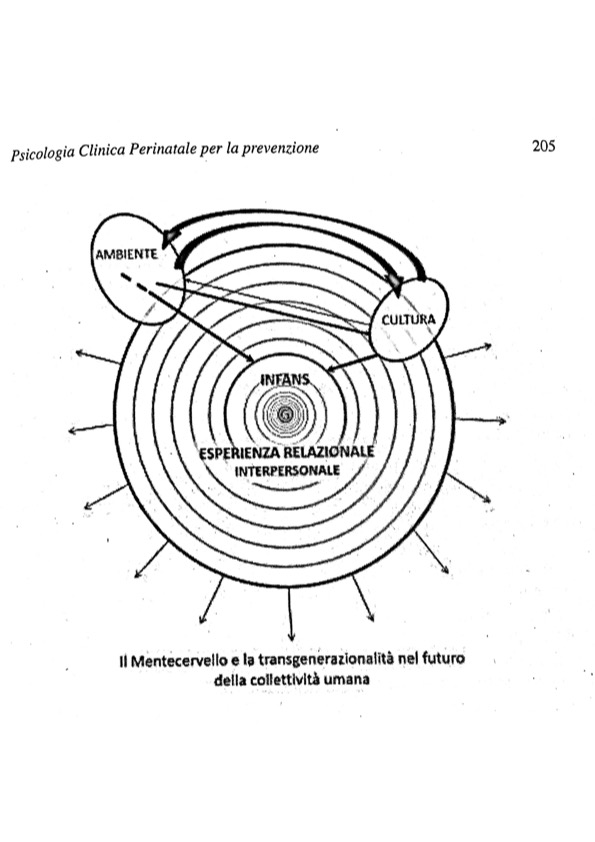 Psicologia Clinica Perinatale per la prevenzione
205
AMBIENTE
CULTURA
INFANS
G
ESPERIENZA RELAZIONALE
INTERPERSONALE
Il Mentecervello e la transgenerazionalità nel futuro
della collettività umana